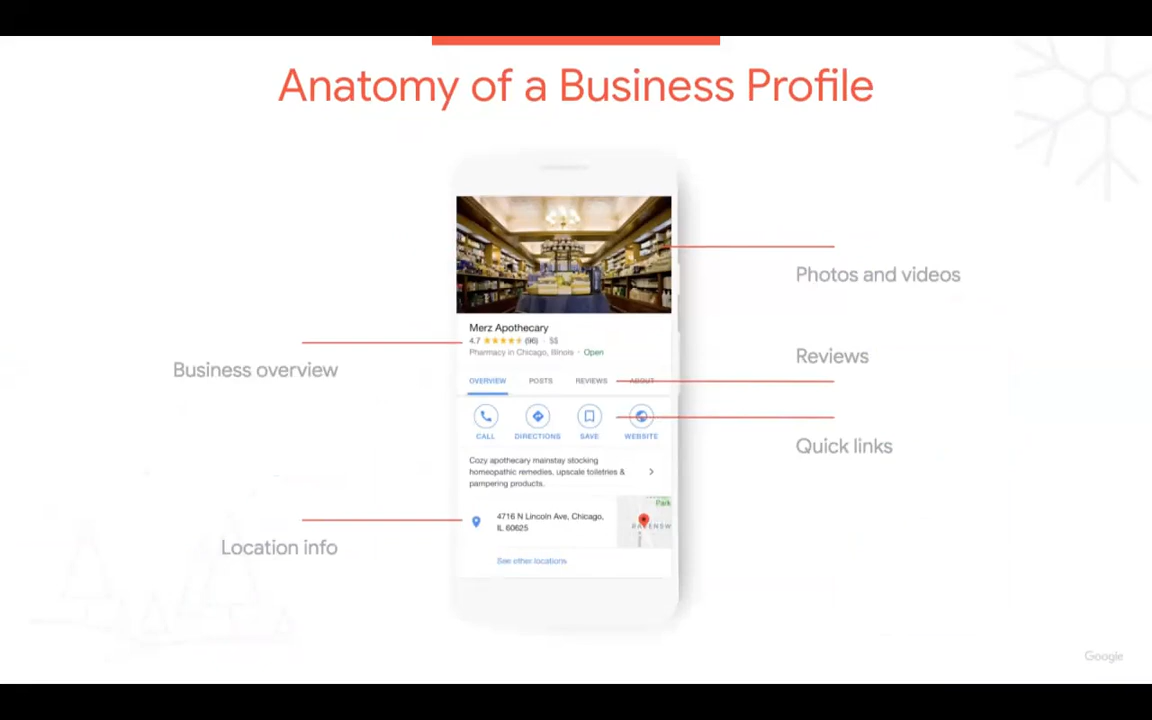 Anatomy of a Business Profile
Photos and videos
Merz Apothecary
4.7 (96) · $$
Pharmacy in Chicago, Illinois · Open
Business overview
Reviews
OVERVIEW POSTS REVIEWS ABOUT
CALL DIRECTIONS SAVE WEBSITE
Quick links
Cozy apothecary mainstay stocking
homeopathic remedies, upscale toiletries &
pampering products.
Park
4716 N Lincoln Ave, Chicago,
IL 60625
Location info
See other locations
Google